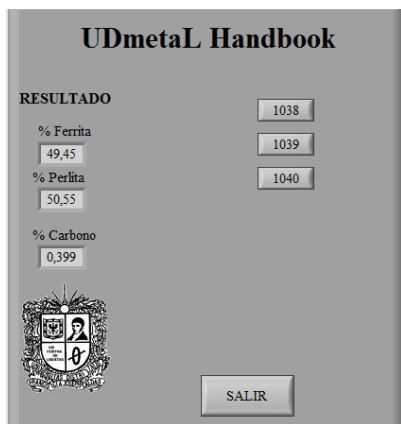 UDmetaL Handbook
RESULTADO
% Ferrita
49,45
% Perlita
50,55
% Carbono
0,399
1038
1039
1040
SALIR